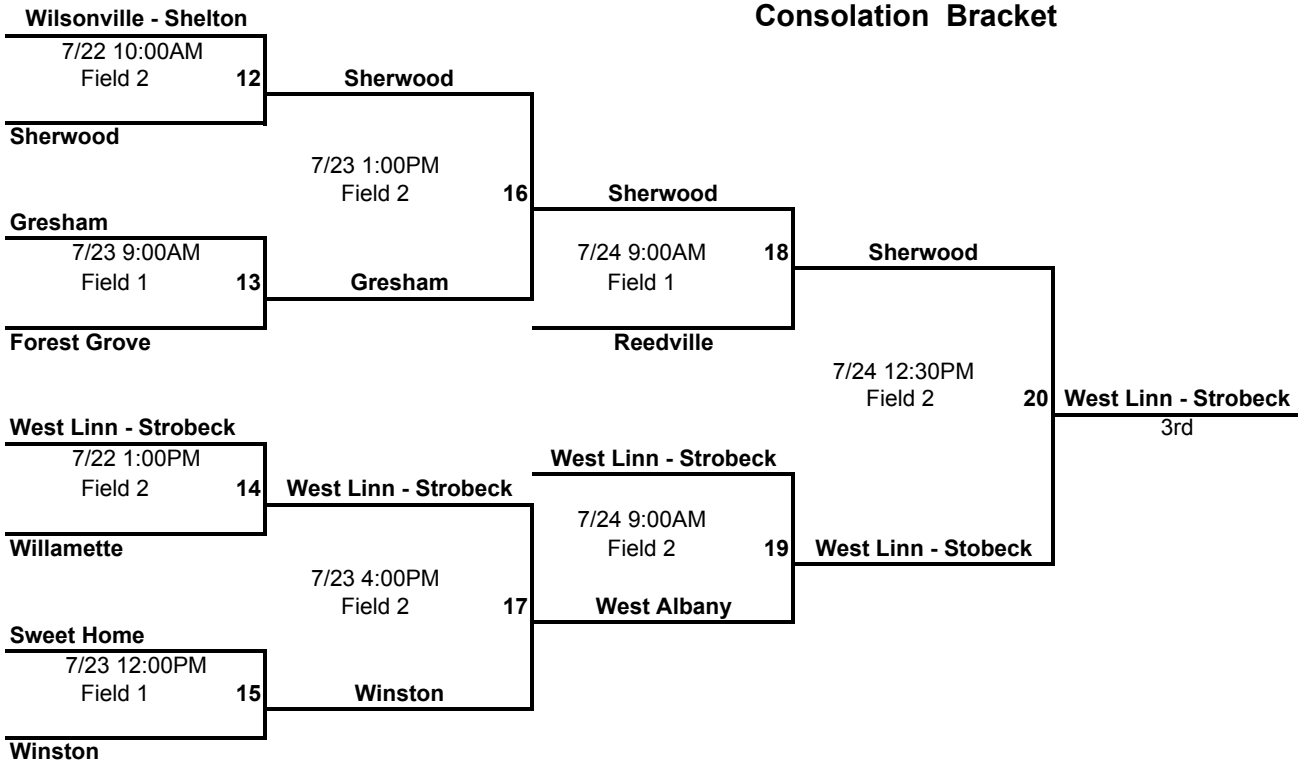 Consolation Bracket
Wilsonville - Shelton
7/22 10:00AM
Field 2 12
Sherwood
Sherwood
7/23 1:00PM
Field 2 16
Sherwood
Gresham
7/23 9:00AM
Field 1 13
Gresham
Forest Grove
7/24 9:00AM 18
Field 1
Sherwood
Reedville
7/24 12:30PM
Field 2 20
West Linn - Strobeck
3rd
West Linn - Strobeck
7/22 1:00PM
Field 2 14
West Linn - Strobeck
Willamette
West Linn - Strobeck
7/24 9:00AM
Field 2 19
West Linn - Stobeck
7/23 4:00PM
Field 2 17
West Albany
Sweet Home
7/23 12:00PM
Field 1 15
Winston
Winston